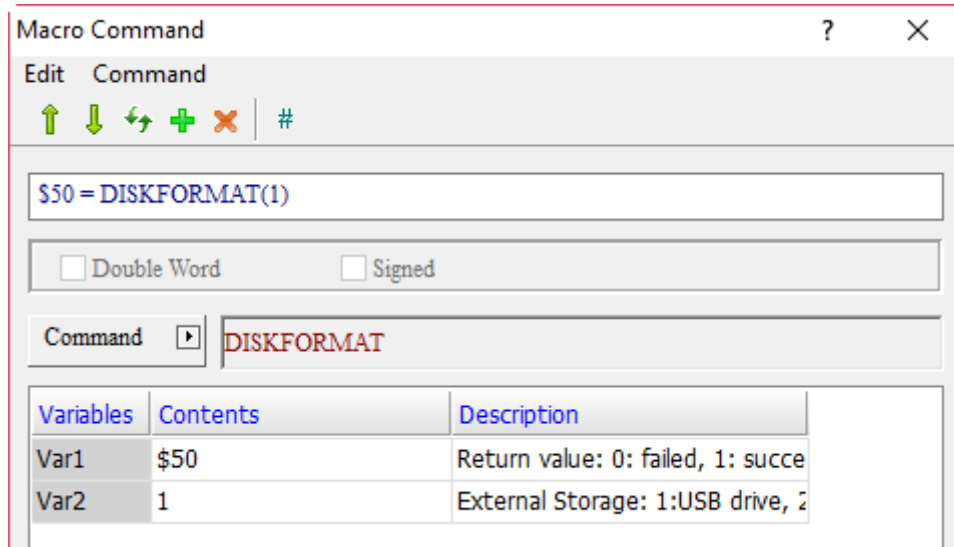 Macro Command ?
Edit Command
#
$50 = DISKFORMAT(1)
Double Word Signed
Command DISKFORMAT
Variables Contents Description
Var1 $50 Return value: 0: failed, 1: succe
Var2 1 External Storage: 1:USB drive, 2